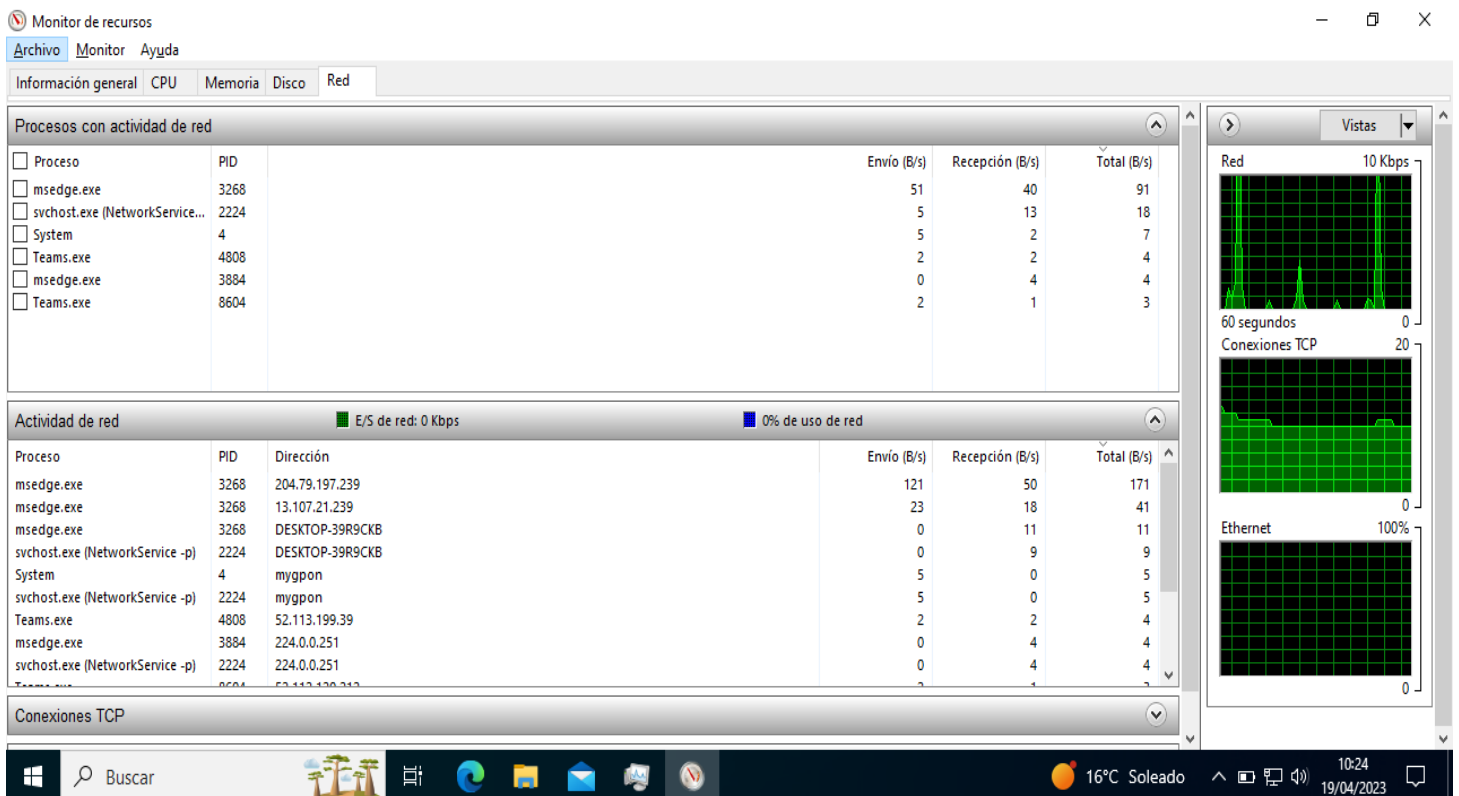 Monitor de recursos
Archivo Monitor Ayuda
Información general CPU Memoria Disco Red
Procesos con actividad de red
Proceso PID Envío (B/s) Recepción (B/s) Total (B/s)
msedge.exe 3268 51 40 91
svchost.exe (NetworkService... 2224 5 13 18
System 4 5 2 7
Teams.exe 4808 2 2 4
msedge.exe 3884 0 4 4
Teams.exe 8604 2 1 3
Actividad de red E/S de red: 0 Kbps 0% de uso de red
Proceso PID Dirección Envío (B/s) Recepción (B/s) Total (B/s)
msedge.exe 3268 204.79.197.239 121 50 171
msedge.exe 3268 13.107.21.239 23 18 41
msedge.exe 3268 DESKTOP-39R9CKB 0 11 11
svchost.exe (NetworkService -p) 2224 DESKTOP-39R9CKB 0 9 9
System 4 mygpon 5 0 5
svchost.exe (NetworkService -p) 2224 mygpon 5 0 5
Teams.exe 4808 52.113.199.39 2 2 4
msedge.exe 3884 224.0.0.251 0 4 4
svchost.exe (NetworkService -p) 2224 224.0.0.251 0 4 4
Conexiones TCP
Vistas
Red 10 Kbps
60 segundos 0
Conexiones TCP 20
0
Ethernet 100%
0
Buscar
16°C Soleado
10:24
19/04/2023